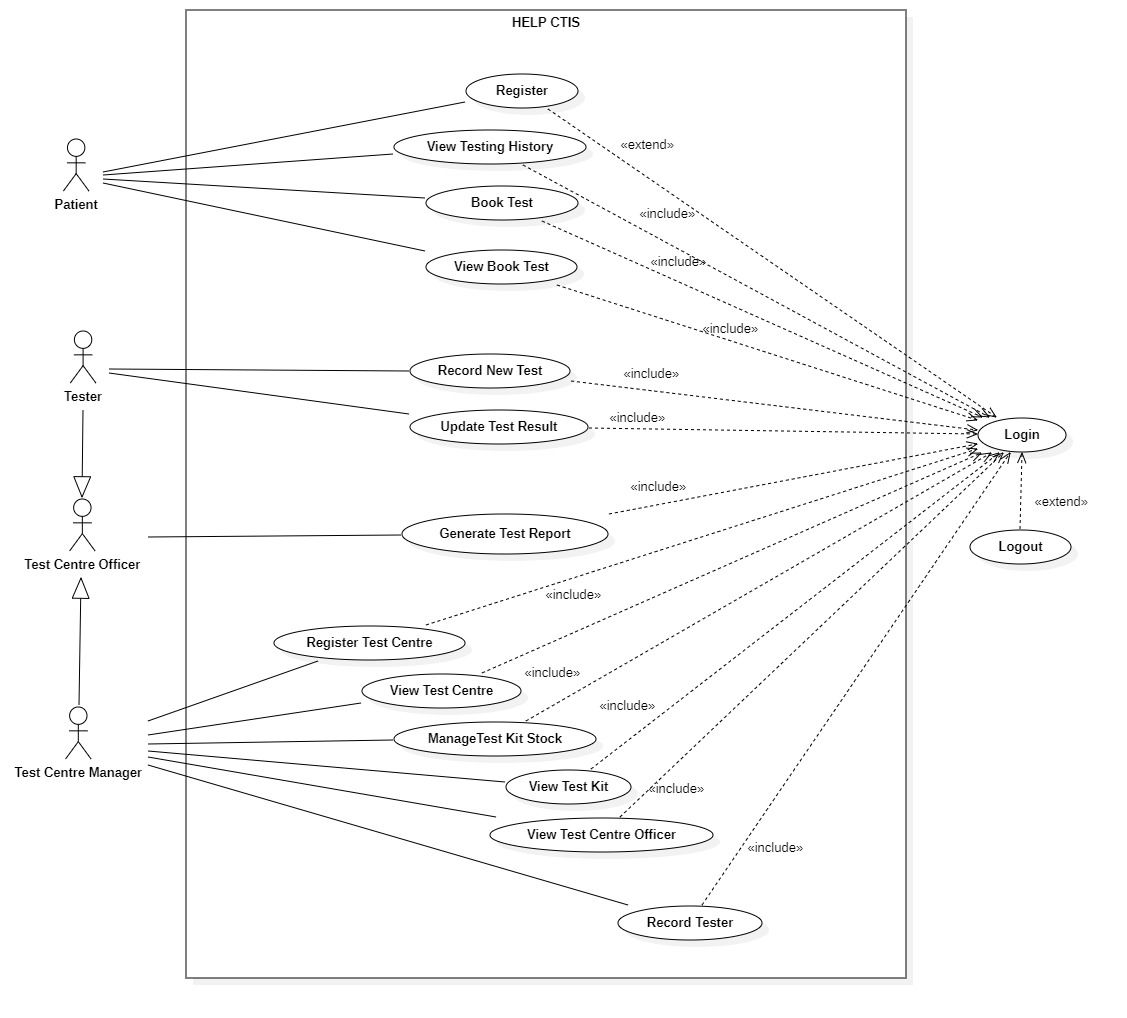 HELP CTIS
Register
«extend»
View Testing History
Patient
Book Test
«include»
View Book Test
«include»
«include»
Tester
Record New Test
«include»
Update Test Result
«include»
Login
«include»
«extend»
Generate Test Report
Logout
Test Centre Officer
«include»
Register Test Centre
«include»
View Test Centre
«include»
ManageTest Kit Stock
Test Centre Manager
View Test Kit
«include»
View Test Centre Officer
«include»
Record Tester